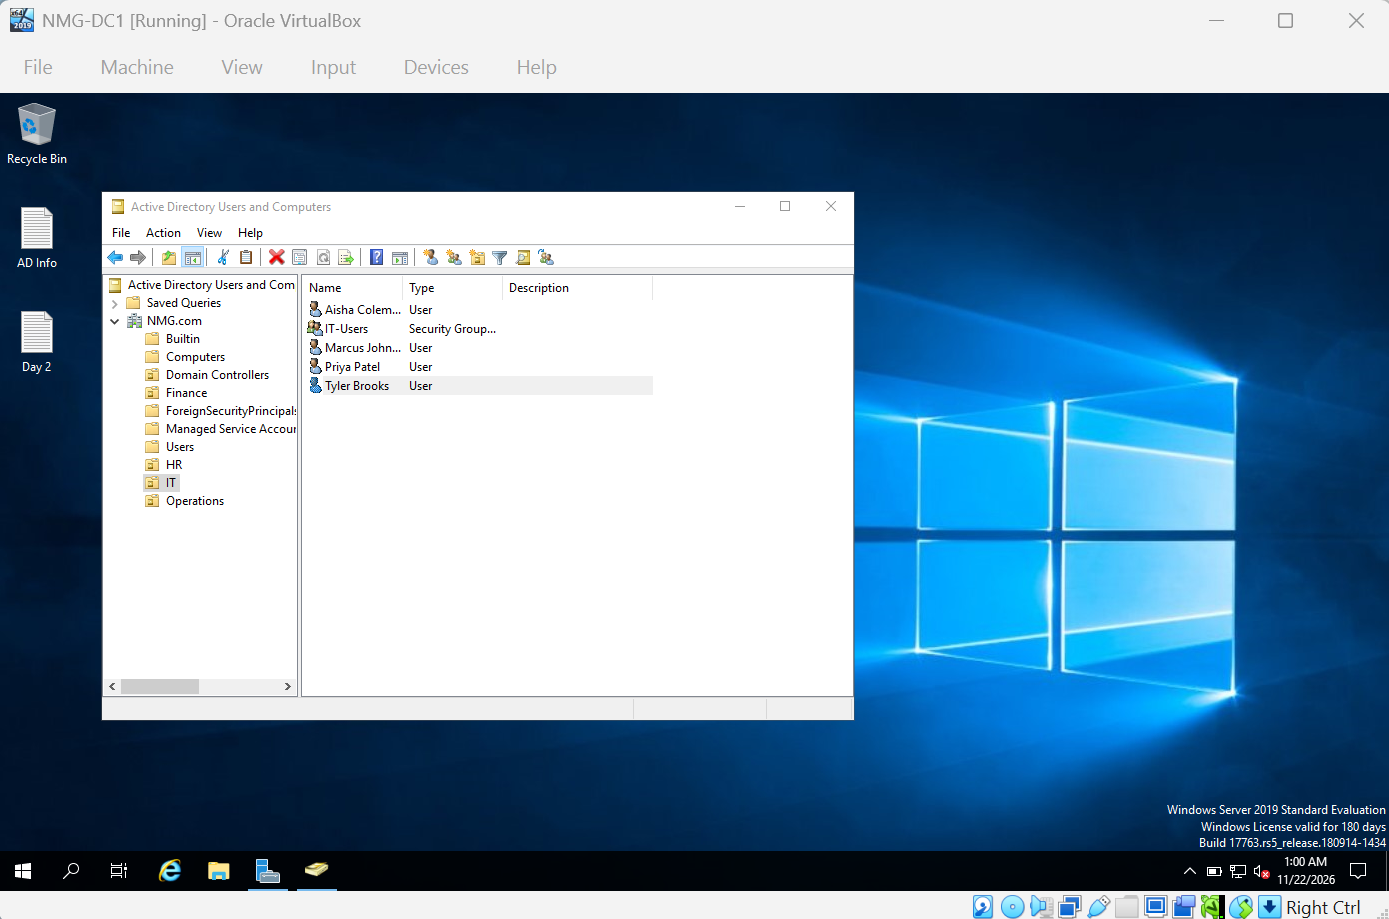 NMG-DC1 [Running] - Oracle VirtualBox
File Machine View Input Devices Help
Recycle Bin
AD Info
Day 2
Active Directory Users and Computers
File Action View Help
Active Directory Users and Com
Saved Queries
NMG.com
Builtin
Computers
Domain Controllers
Finance
ForeignSecurityPrincipals
Managed Service Accour
Users
HR
IT
Operations
Name Type Description
Aisha Colem... User
IT-Users Security Group...
Marcus John... User
Priya Patel User
Tyler Brooks User
Windows Server 2019 Standard Evaluation
Windows License valid for 180 days
Build 17763.rs5_release.180914-1434
1:00 AM
11/22/2026
Right Ctrl